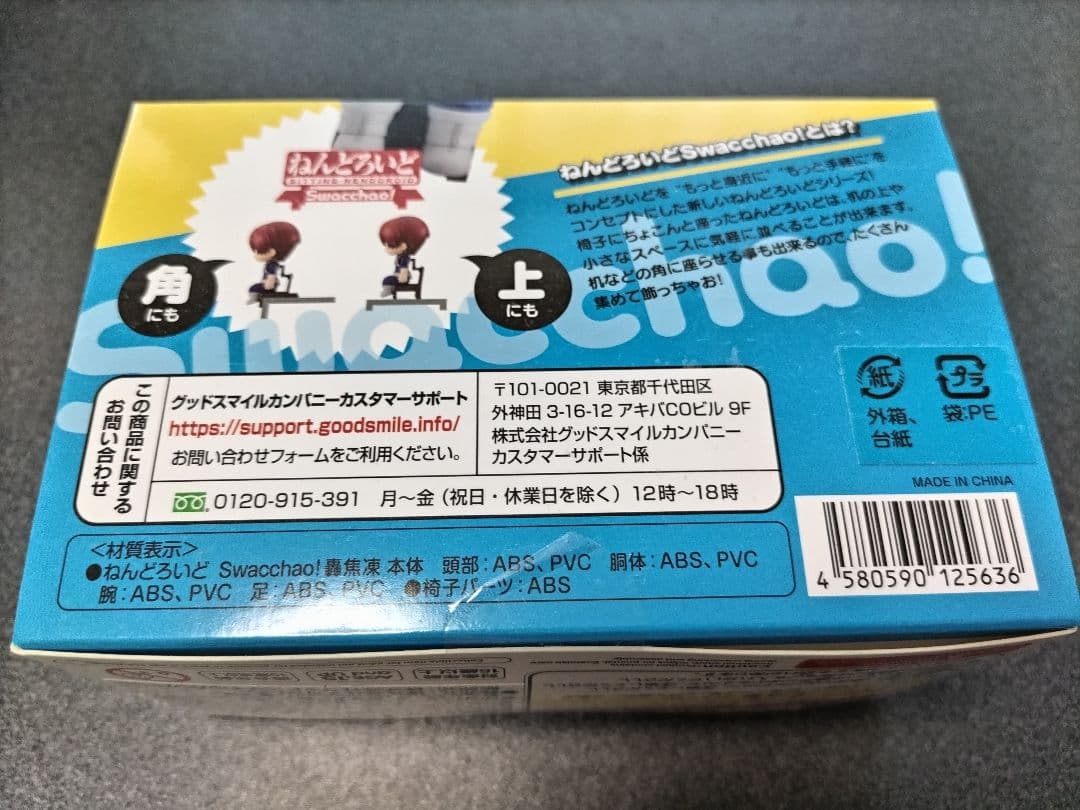 ねんどろいど
SITTING NENDOROID
Swacchao!
角
にも
上
にも
ねんどろいどSwacchao!とは?
ねんどろいどを "もっと身近に" "もっと手軽に"を
コンセプトにした新しいねんどろいどシリーズ!
椅子にちょこんと座ったねんどろいどは、机の上や
小さなスペースに気軽に並べることが出来ます。
机などの角に座らせる事も出来るので、たくさん
集めて飾っちゃお!
Swacchao!
この商品に関する
お問い合わせ
グッドスマイルカンパニーカスタマーサポート
https://support.goodsmile.info/
お問い合わせフォームをご利用ください。
〒101-0021 東京都千代田区
外神田 3-16-12 アキバCOビル 9F
株式会社グッドスマイルカンパニー
カスタマーサポート係
0120-915-391 月〜金(祝日・休業日を除く)12時〜18時
紙
外箱、
台紙
プラ
袋:PE
MADE IN CHINA
4 580590 125636
<材質表示>
●ねんどろいど Swacchao!轟焦凍 本体 頭部:ABS、PVC 胴体:ABS、PVC
腕:ABS、PVC 足:ABS、PVC ●椅子パーツ:ABS
対象年齢
15歳以上